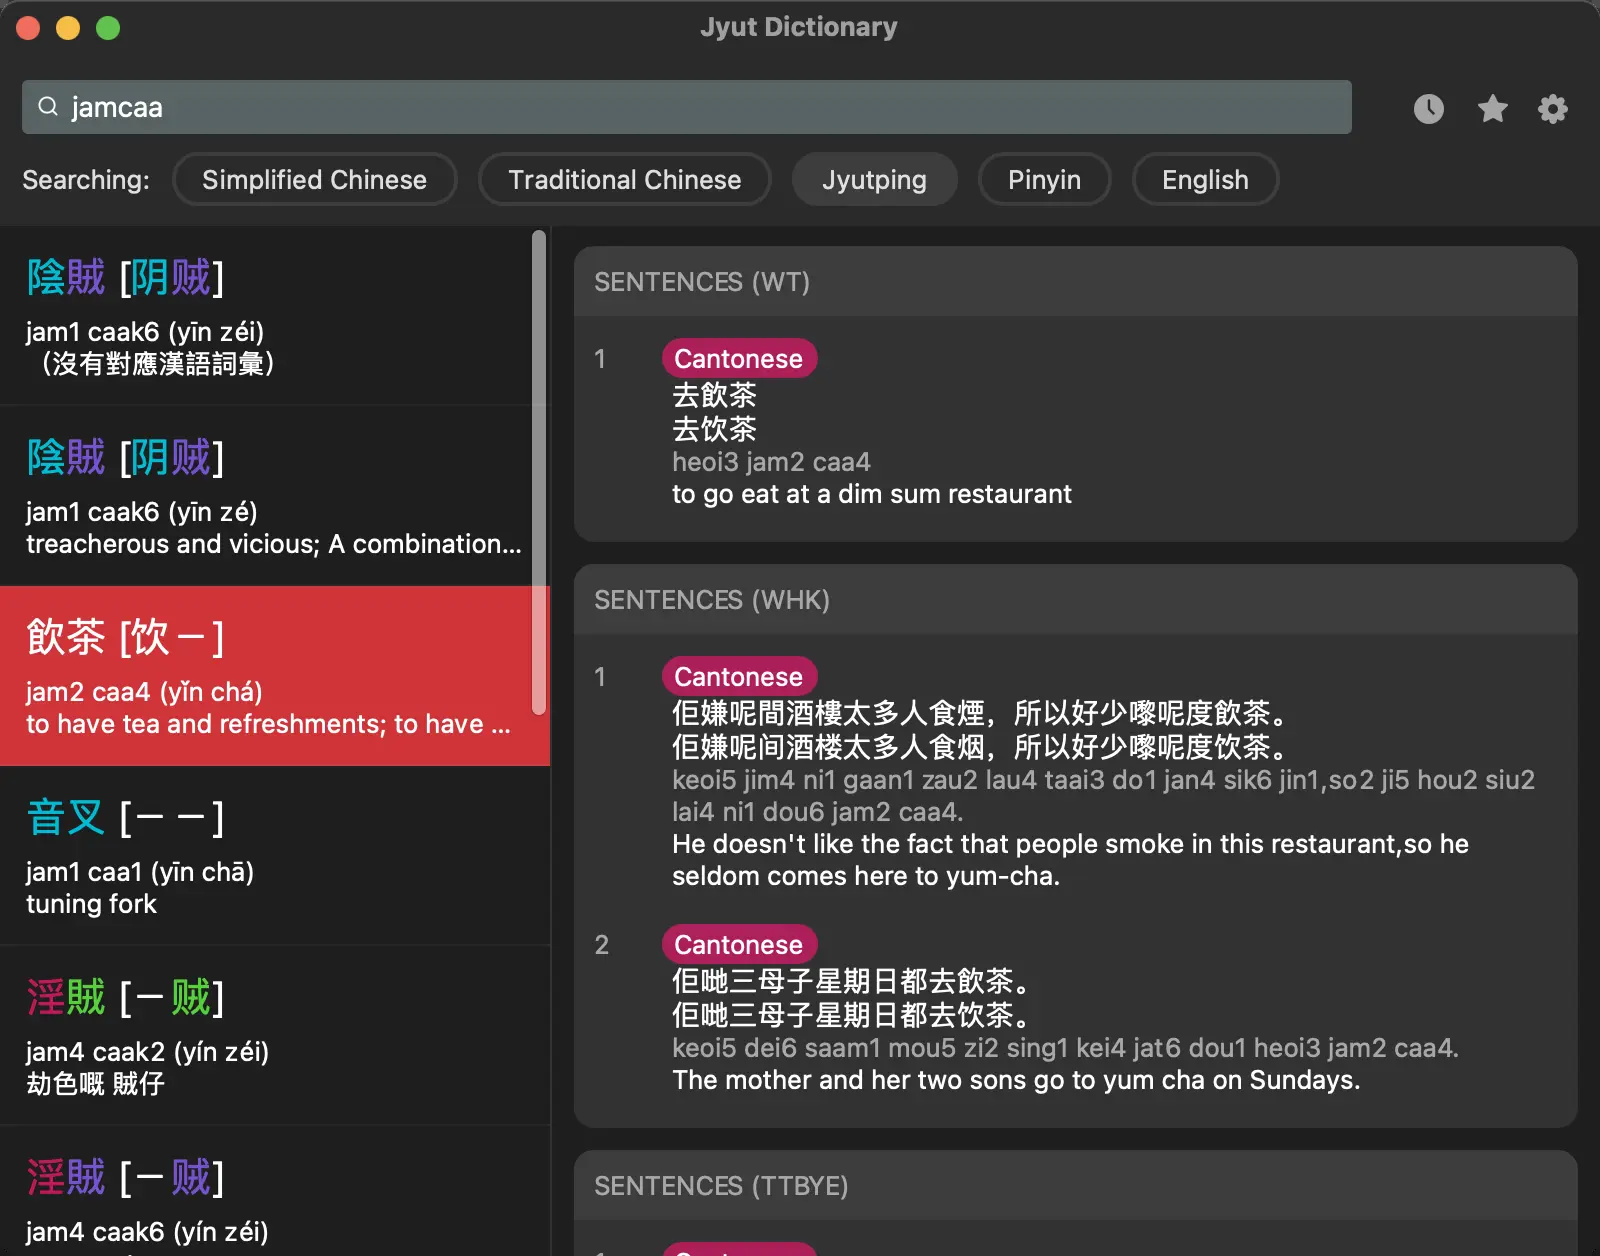 Jyut Dictionary
jamcaa
Searching: Simplified Chinese Traditional Chinese Jyutping Pinyin English
陰賊 [阴贼]
jam1 caak6 (yīn zéi)
（沒有對應漢語詞彙）
陰賊 [阴贼]
jam1 caak6 (yīn zé)
treacherous and vicious; A combination...
飲茶 [饮－]
jam2 caa4 (yǐn chá)
to have tea and refreshments; to have ...
音叉 [－－]
jam1 caa1 (yīn chā)
tuning fork
淫賊 [－贼]
jam4 caak2 (yín zéi)
劫色嘅 賊仔
淫賊 [－贼]
jam4 caak6 (yín zéi)
SENTENCES (WT)
1 Cantonese
去飲茶
去饮茶
heoi3 jam2 caa4
to go eat at a dim sum restaurant
SENTENCES (WHK)
1 Cantonese
佢嫌呢間酒樓太多人食煙，所以好少嚟呢度飲茶。
佢嫌呢间酒楼太多人食烟，所以好少嚟呢度饮茶。
keoi5 jim4 ni1 gaan1 zau2 lau4 taai3 do1 jan4 sik6 jin1,so2 ji5 hou2 siu2
lai4 ni1 dou6 jam2 caa4.
He doesn't like the fact that people smoke in this restaurant,so he
seldom comes here to yum-cha.
2 Cantonese
佢哋三母子星期日都去飲茶。
佢哋三母子星期日都去饮茶。
keoi5 dei6 saam1 mou5 zi2 sing1 kei4 jat6 dou1 heoi3 jam2 caa4.
The mother and her two sons go to yum cha on Sundays.
SENTENCES (TTBYE)